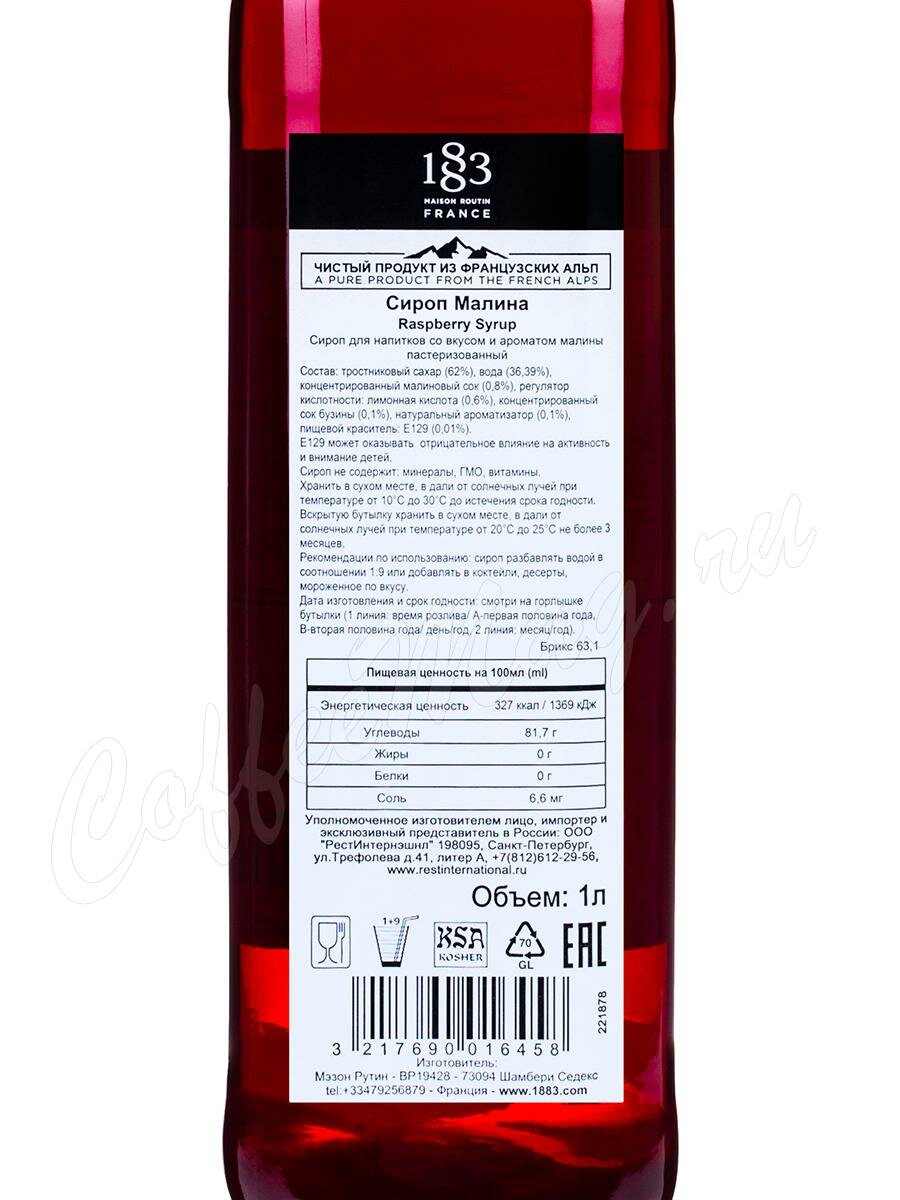 1883
MAISON ROUTIN
FRANCE
ЧИСТЫЙ ПРОДУКТ ИЗ ФРАНЦУЗСКИХ АЛЬП
A PURE PRODUCT FROM THE FRENCH ALPS
Сироп Малина
Raspberry Syrup
Сироп для напитков со вкусом и ароматом малины
пастеризованный
Состав: тростниковый сахар (62%), вода (36,39%),
концентрированный малиновый сок (0,8%), регулятор
кислотности: лимонная кислота (0,6%), концентрированный
сок бузины (0,1%), натуральный ароматизатор (0,1%),
пищевой краситель: Е129 (0,01%).
Е129 может оказывать отрицательное влияние на активность
и внимание детей.
Сироп не содержит: минералы, ГМО, витамины.
Хранить в сухом месте, в дали от солнечных лучей при
температуре от 10°С до 30°С до истечения срока годности.
Вскрытую бутылку хранить в сухом месте, в дали от
солнечных лучей при температуре от 20°С до 25°С не более 3
месяцев.
Рекомендации по использованию: сироп разбавлять водой в
соотношении 1:9 или добавлять в коктейли, десерты,
мороженное по вкусу.
Дата изготовления и срок годности: смотри на горлышке
бутылки (1 линия: время розлива/ А-первая половина года,
В-вторая половина года/ день/год, 2 линия: месяц/год).
Брикс 63,1
Пищевая ценность на 100мл (ml)
Энергетическая ценность 327 ккал / 1369 кДж
Углеводы 81,7 г
Жиры 0 г
Белки 0 г
Соль 6,6 мг
Уполномоченное изготовителем лицо, импортер и
эксклюзивный представитель в России: ООО
"РестИнтернэшнл" 198095, Санкт-Петербург,
ул.Трефолева д.41, литер А, +7(812)612-29-56,
www.restinternational.ru
Объем: 1л
1+9
KSA
KOSHER
70
GL
EAC
221878
3 217690 016458
Изготовитель:
Мэзон Рутин - BP19428 - 73094 Шамбери Седекс
tel:+33479256879 - Франция - www.1883.com
CoffeeMag.ru